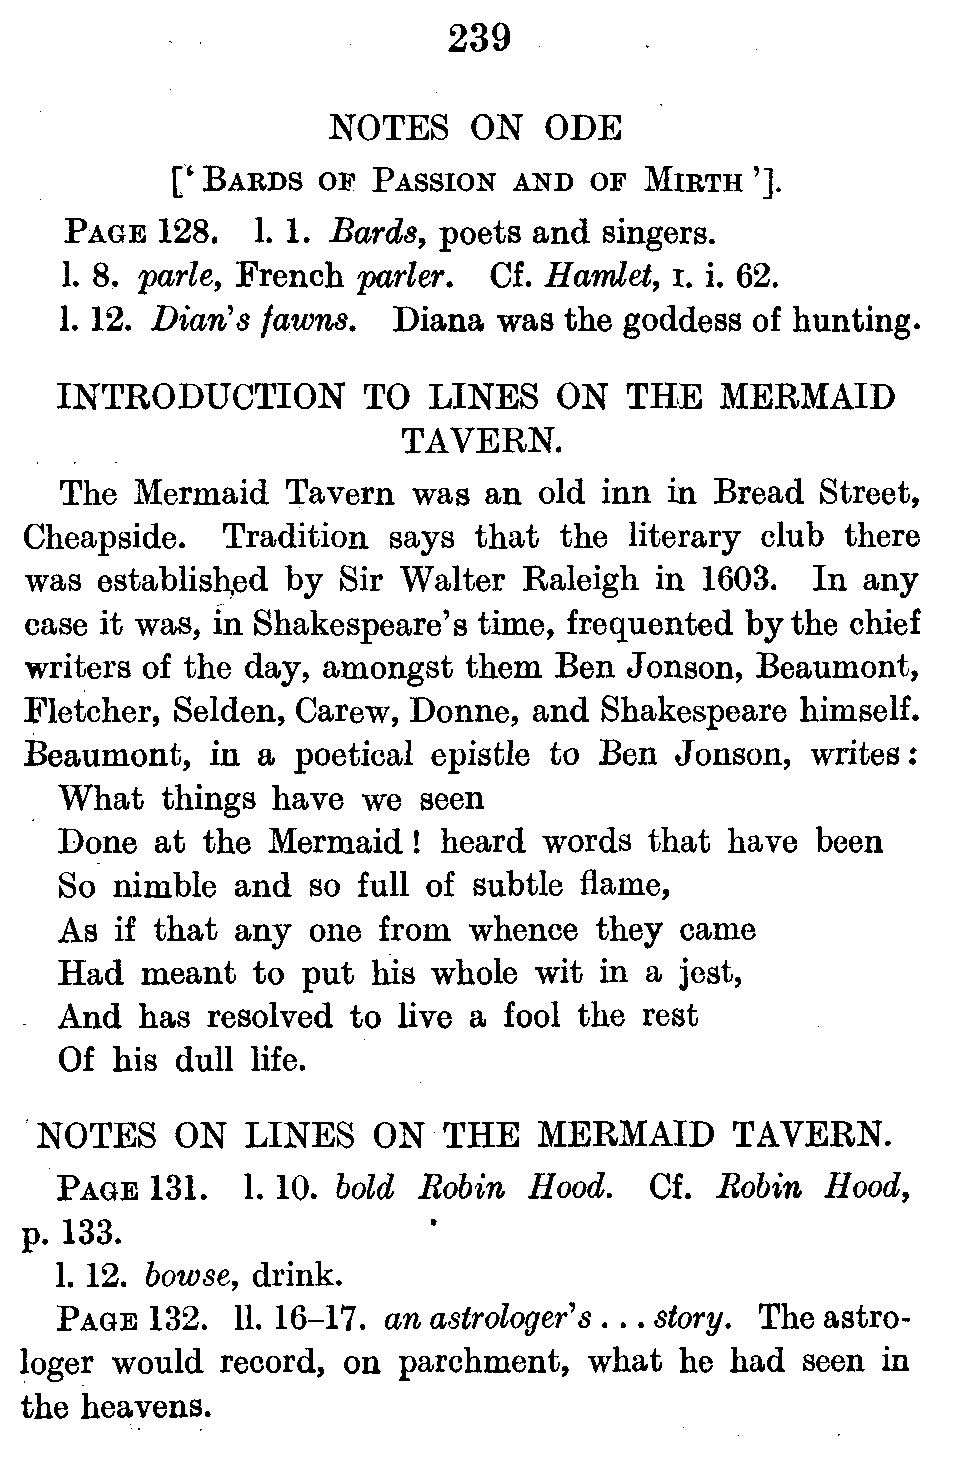 239
NOTES ON ODE
[‘ BARDS OF PASSION AND OF MIRTH ’].
PAGE 128. l. 1. Bards, poets and singers.
l. 8. parle, French parler. Cf. Hamlet, I. i. 62.
l. 12. Dian's fawns. Diana was the goddess of hunting.
INTRODUCTION TO LINES ON THE MERMAID
TAVERN.
The Mermaid Tavern was an old inn in Bread Street,
Cheapside. Tradition says that the literary club there
was established by Sir Walter Raleigh in 1603. In any
case it was, in Shakespeare's time, frequented by the chief
writers of the day, amongst them Ben Jonson, Beaumont,
Fletcher, Selden, Carew, Donne, and Shakespeare himself.
Beaumont, in a poetical epistle to Ben Jonson, writes :
What things have we seen
Done at the Mermaid ! heard words that have been
So nimble and so full of subtle flame,
As if that any one from whence they came
Had meant to put his whole wit in a jest,
And has resolved to live a fool the rest
Of his dull life.
NOTES ON LINES ON THE MERMAID TAVERN.
PAGE 131. l. 10. bold Robin Hood. Cf. Robin Hood,
p. 133.
l. 12. bowse, drink.
PAGE 132. ll. 16–17. an astrologer's . . . story. The astro-
loger would record, on parchment, what he had seen in
the heavens.